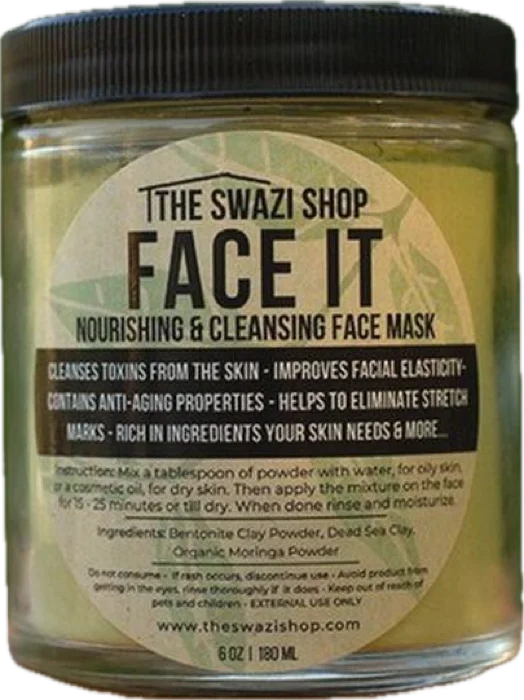 THE SWAZI SHOP
FACE IT
NOURISHING & CLEANSING FACE MASK
CLEANSES TOXINS FROM THE SKIN - IMPROVES FACIAL ELASTICITY-
CONTAINS ANTI-AGING PROPERTIES - HELPS TO ELIMINATE STRETCH
MARKS - RICH IN INGREDIENTS YOUR SKIN NEEDS & MORE...
Instruction: Mix a tablespoon of powder with water, for oily skin,
or a cosmetic oil, for dry skin. Then apply the mixture on the face
for 15 - 25 minutes or till dry. When done rinse and moisturize.
Ingredients: Bentonite Clay Powder, Dead Sea Clay,
Organic Moringa Powder
Do not consume - If rash occurs, discontinue use - Avoid product from
getting in the eyes, rinse thoroughly if it does - Keep out of reach of
pets and children - EXTERNAL USE ONLY
www.theswazishop.com
6 OZ | 180 ML